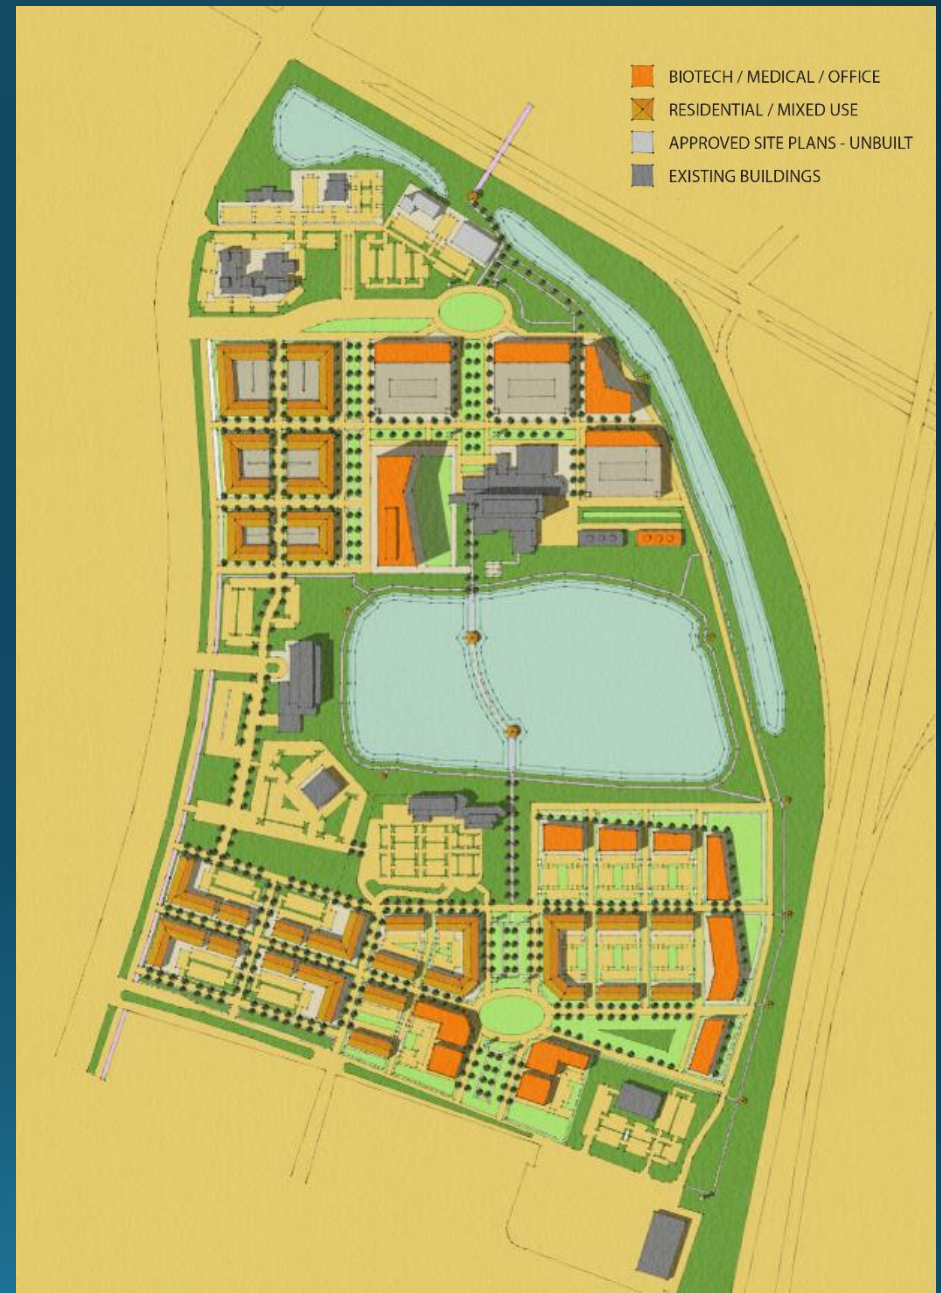 BIOTECH / MEDICAL / OFFICE
RESIDENTIAL / MIXED USE
APPROVED SITE PLANS - UNBUILT
EXISTING BUILDINGS